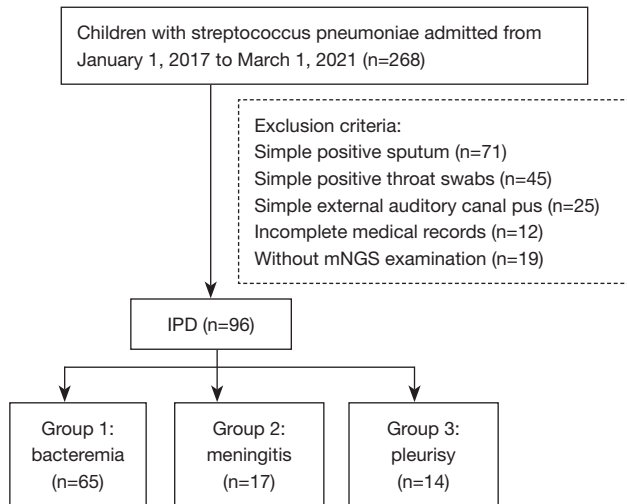 Children with streptococcus pneumoniae admitted from
January 1, 2017 to March 1, 2021 (n=268)
Exclusion criteria:
Simple positive sputum (n=71)
Simple positive throat swabs (n=45)
Simple external auditory canal pus (n=25)
Incomplete medical records (n=12)
Without mNGS examination (n=19)
IPD (n=96)
Group 1:
bacteremia
(n=65)
Group 2:
meningitis
(n=17)
Group 3:
pleurisy
(n=14)